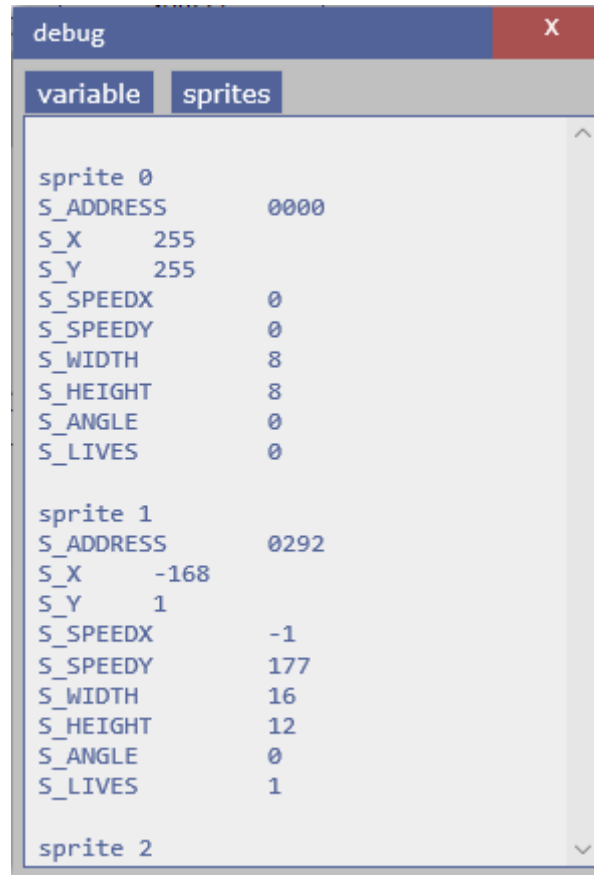 debug X
variable sprites
sprite 0
S_ADDRESS 0000
S_X 255
S_Y 255
S_SPEEDX 0
S_SPEEDY 0
S_WIDTH 8
S_HEIGHT 8
S_ANGLE 0
S_LIVES 0
sprite 1
S_ADDRESS 0292
S_X -168
S_Y 1
S_SPEEDX -1
S_SPEEDY 177
S_WIDTH 16
S_HEIGHT 12
S_ANGLE 0
S_LIVES 1
sprite 2